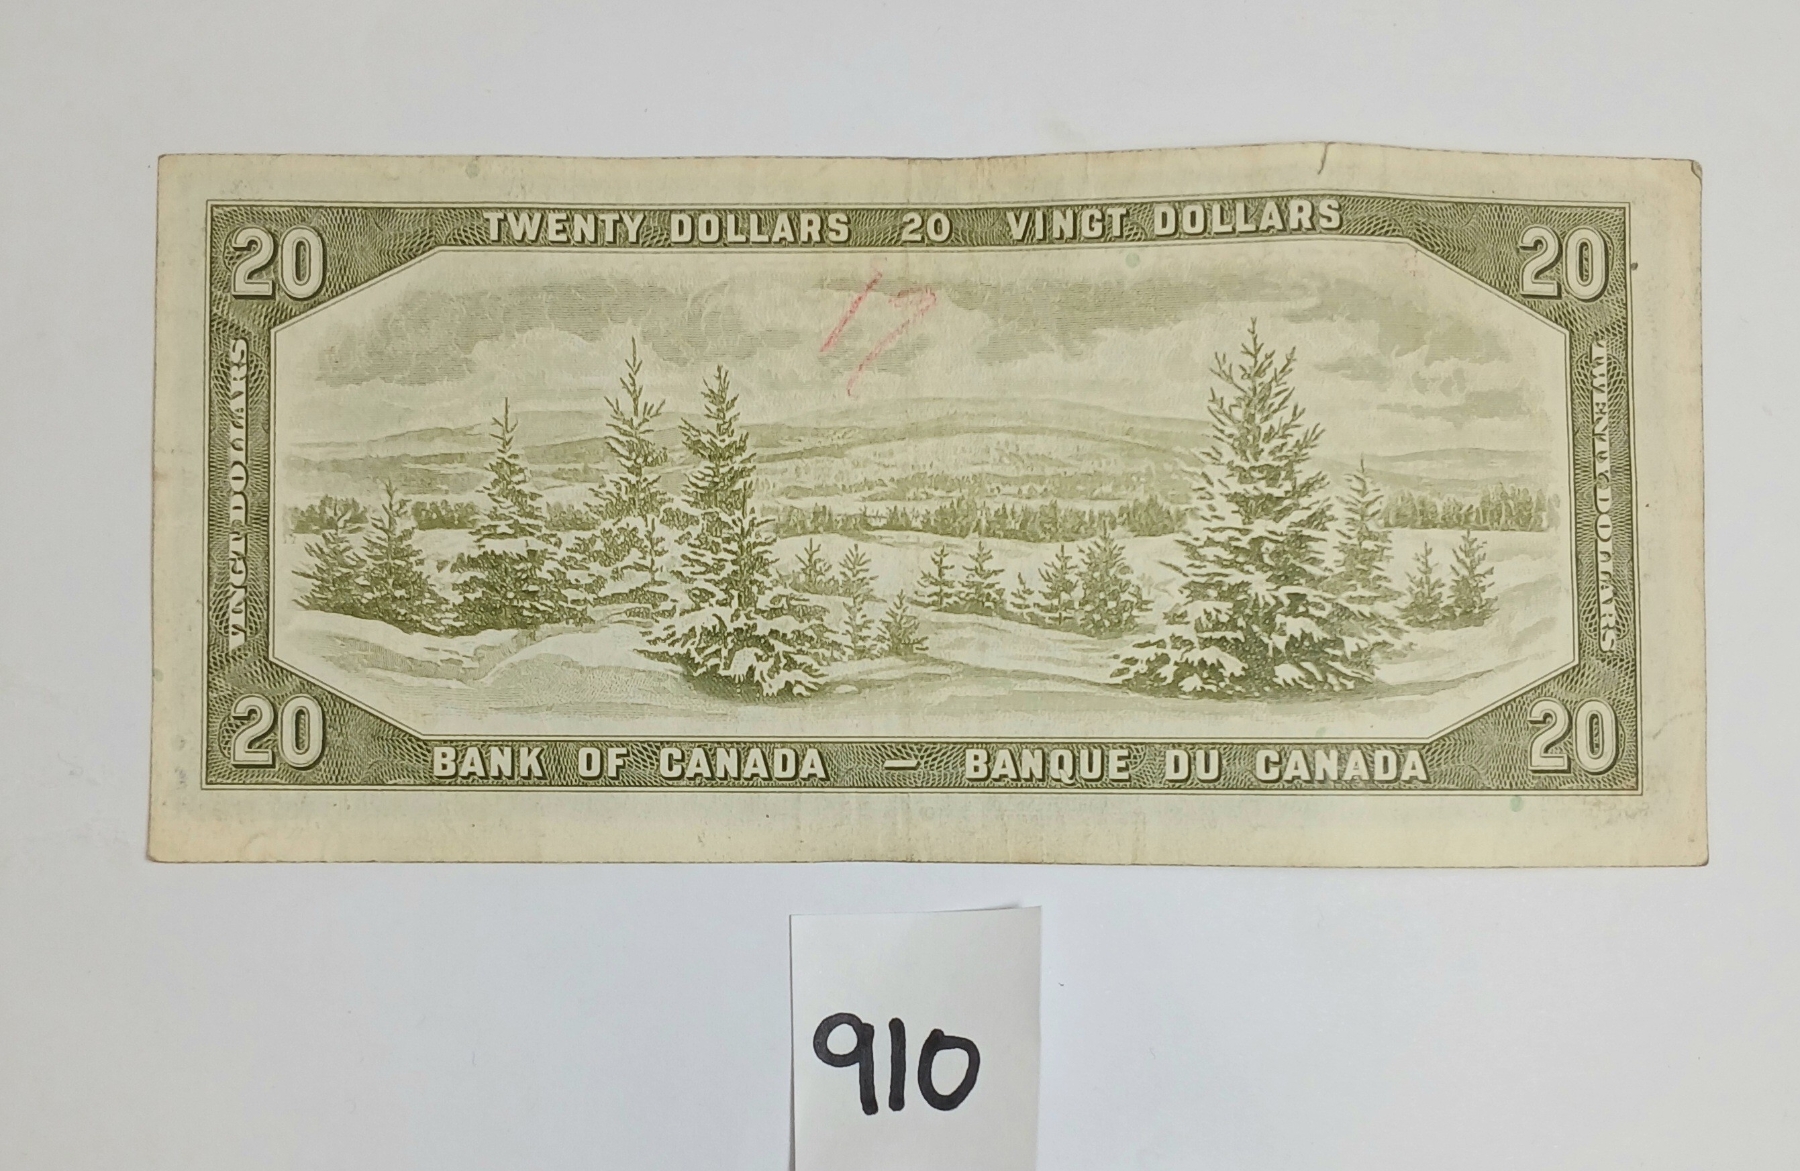 TWENTY DOLLARS 20 VINGT DOLLARS
20
20
17
VINGT DOLLARS
TWENTY DOLLARS
20
20
BANK OF CANADA — BANQUE DU CANADA
910